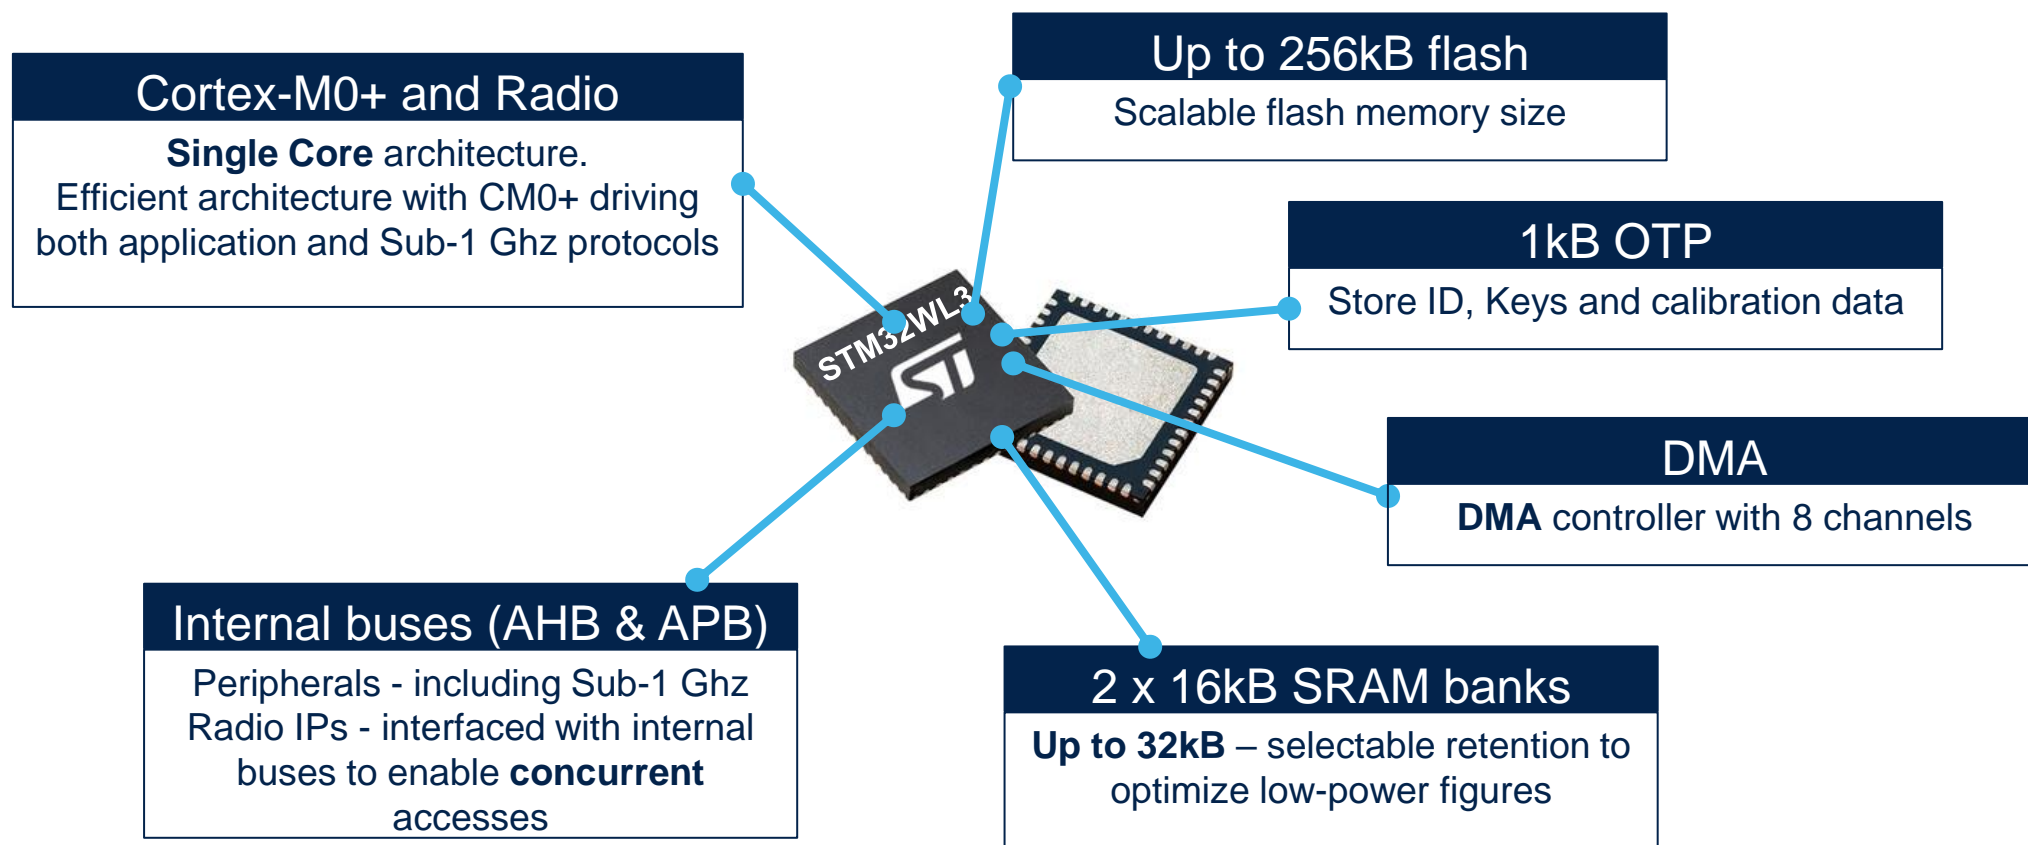 Cortex-M0+ and Radio
Single Core architecture.
Efficient architecture with CM0+ driving
both application and Sub-1 Ghz protocols
Up to 256kB flash
Scalable flash memory size
1kB OTP
Store ID, Keys and calibration data
STM32WL3
ST
DMA
DMA controller with 8 channels
Internal buses (AHB & APB)
Peripherals - including Sub-1 Ghz
Radio IPs - interfaced with internal
buses to enable concurrent
accesses
2 x 16kB SRAM banks
Up to 32kB – selectable retention to
optimize low-power figures